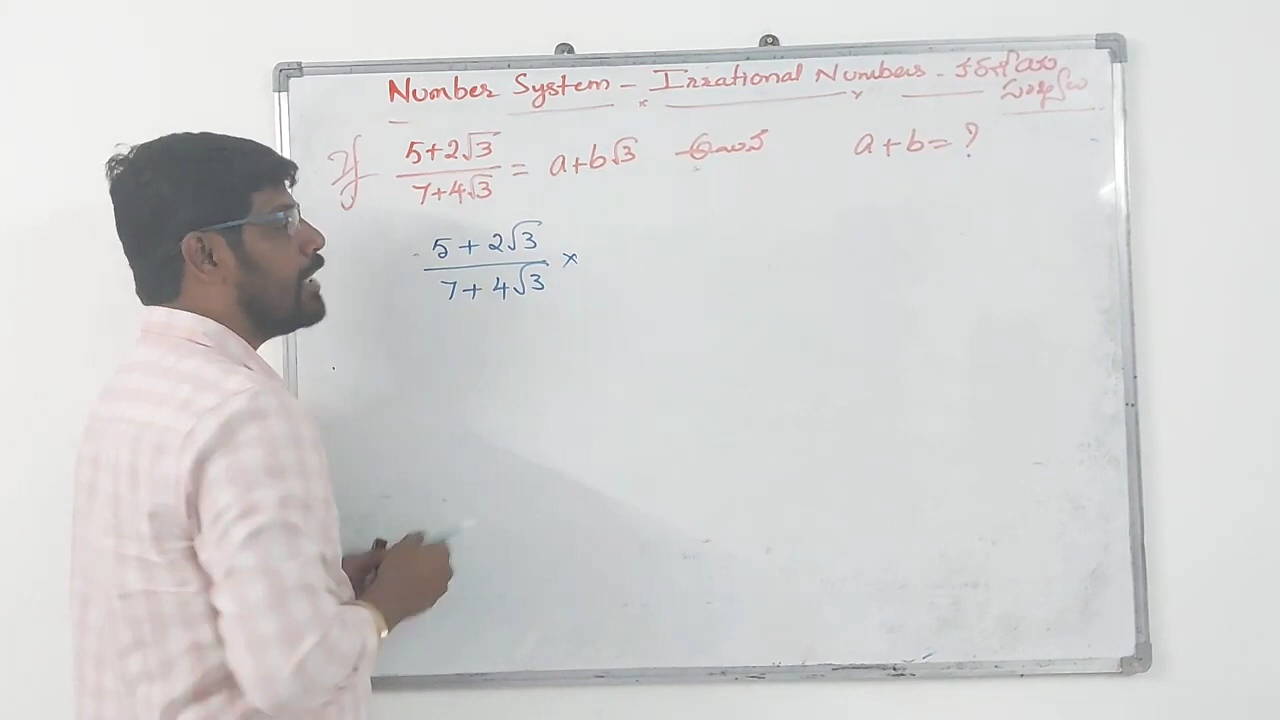 Number System - Irrational Numbers - కరణీయ సంఖ్యలు
If 5+2√3/7+4√3 = a+b√3 అయిన a+b=?
5+2√3/7+4√3 ×